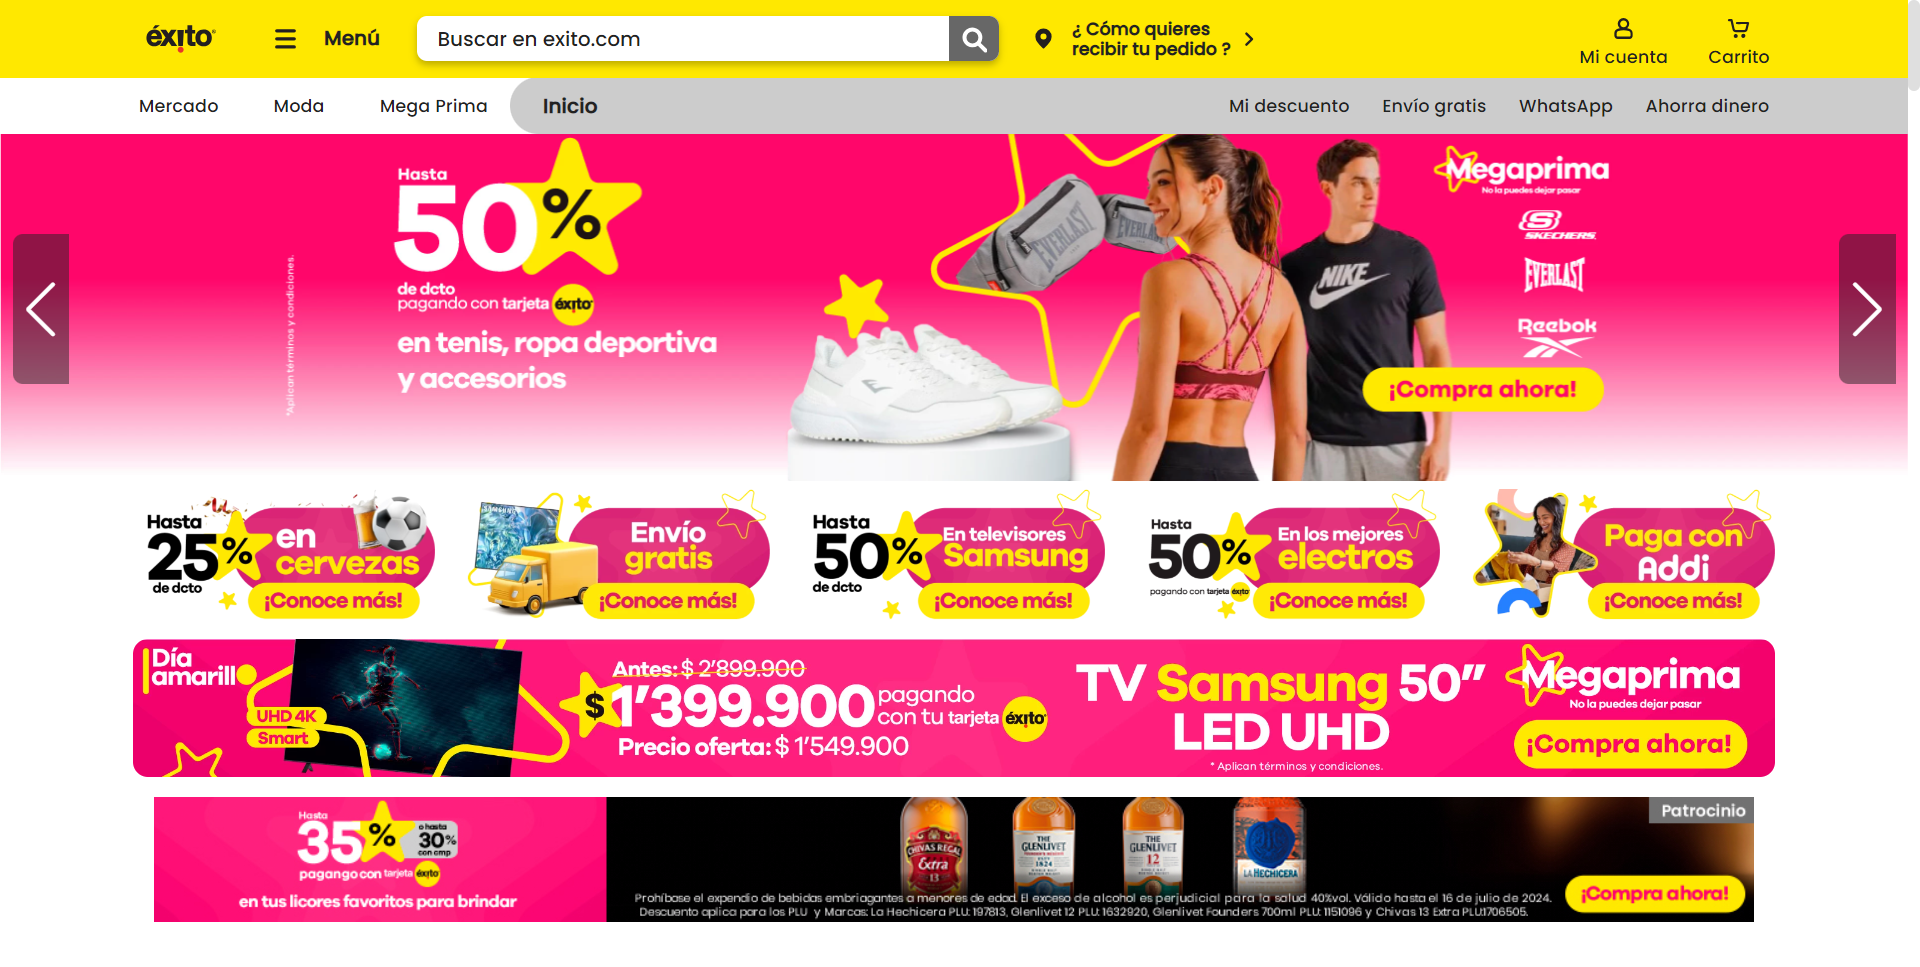 éxito
Menú
Buscar en exito.com
¿ Cómo quieres
recibir tu pedido ?
Mi cuenta
Carrito
Mercado
Moda
Mega Prima
Inicio
Mi descuento
Envío gratis
WhatsApp
Ahorra dinero
*Aplican términos y condiciones.
Hasta
50%
de dcto
pagando con tarjeta éxito
en tenis, ropa deportiva
y accesorios
EVERLAST
EVERLAST
NIKE
Megaprima
No la puedes dejar pasar
SKECHERS
EVERLAST
Reebok
¡Compra ahora!
Hasta
25%
de dcto
en
cervezas
¡Conoce más!
SAMSUNG
Envío
gratis
¡Conoce más!
Hasta
50%
de dcto
En televisores
Samsung
¡Conoce más!
Hasta
50%
pagando con tarjeta éxito
En los mejores
electros
¡Conoce más!
Paga con
Addi
¡Conoce más!
Día
amarillo
UHD 4K
Smart
Antes: $ 2'899.900
$ 1'399.900 pagando
con tu tarjeta éxito
Precio oferta: $ 1'549.900
TV Samsung 50”
LED UHD
* Aplican términos y condiciones.
Megaprima
No la puedes dejar pasar
¡Compra ahora!
Hasta
35%
o hasta
30%
con cmp
pagango con tarjeta éxito
en tus licores favoritos para brindar
CHIVAS REGAL
Extra
13
THE
GLENLIVET
FOUNDER'S RESERVE
1824
THE
GLENLIVET
12
LA HECHICERA
Patrocinio
¡Compra ahora!
Prohíbase el expendio de bebidas embriagantes a menores de edad. El exceso de alcohol es perjudicial para la salud 40%vol. Válido hasta el 16 de julio de 2024.
Descuento aplica para los PLU y Marcas: La Hechicera PLU: 197813, Glenlivet 12 PLU: 1632920, Glenlivet Founders 700ml PLU: 1151096 y Chivas 13 Extra PLU:1706505.